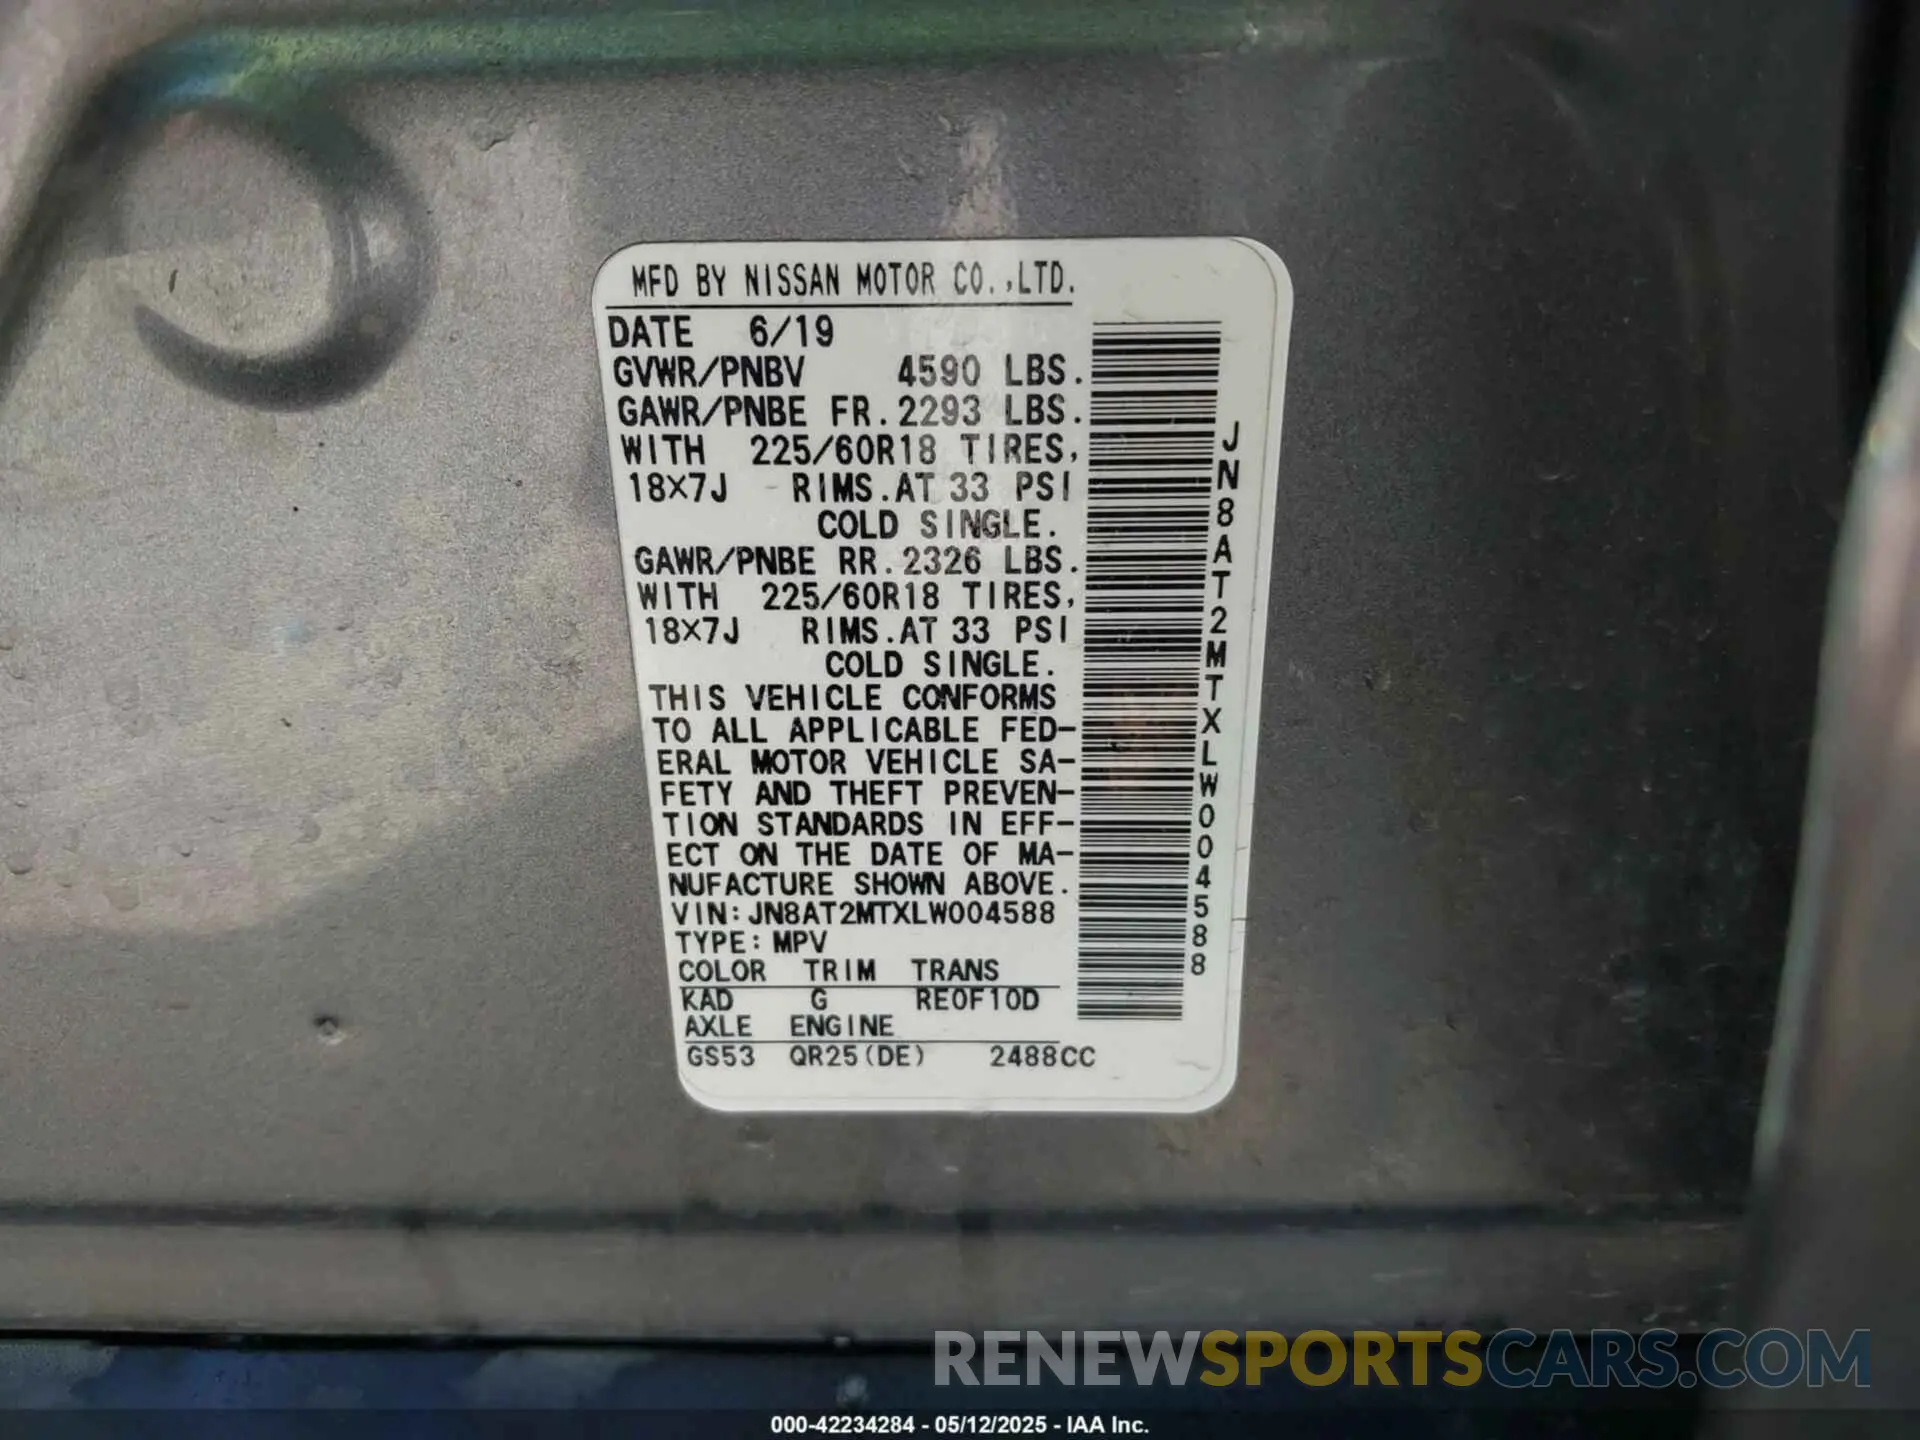 MFD BY NISSAN MOTOR CO.,LTD.
DATE 6/19
GVWR/PNBV 4590 LBS.
GAWR/PNBE FR. 2293 LBS.
WITH 225/60R18 TIRES,
18×7J RIMS. AT 33 PSI
COLD SINGLE.
GAWR/PNBE RR. 2326 LBS.
WITH 225/60R18 TIRES,
18×7J RIMS. AT 33 PSI
COLD SINGLE.
THIS VEHICLE CONFORMS
TO ALL APPLICABLE FED-
ERAL MOTOR VEHICLE SA-
FETY AND THEFT PREVEN-
TION STANDARDS IN EFF-
ECT ON THE DATE OF MA-
NUFACTURE SHOWN ABOVE.
VIN: JN8AT2MTXLW004588
TYPE: MPV
COLOR TRIM TRANS
KAD G RE0F10D
AXLE ENGINE
GS53 QR25(DE) 2488CC
JN8AT2MTXLW004588
RENEWSPORTSCARS.COM
000-42234284 - 05/12/2025 - IAA Inc.